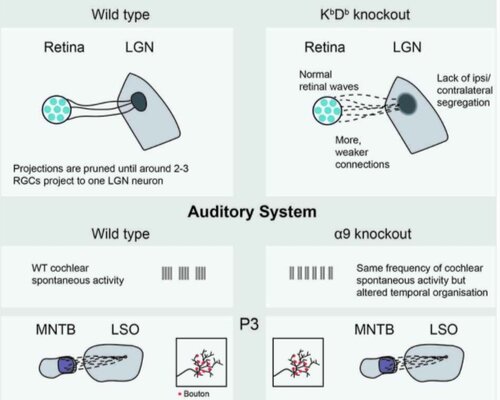 Wild type
KᵇDᵇ knockout
Retina
LGN
Retina
LGN
Normal
retinal waves
Lack of ipsi/
contralateral
segregation
More,
weaker
connections
Projections are pruned until around 2-3
RGCs project to one LGN neuron
Auditory System
Wild type
α9 knockout
WT cochlear
spontaneous activity
Same frequency of cochlear
spontaneous activity but
altered temporal organisation
P3
MNTB
LSO
Bouton
MNTB
LSO